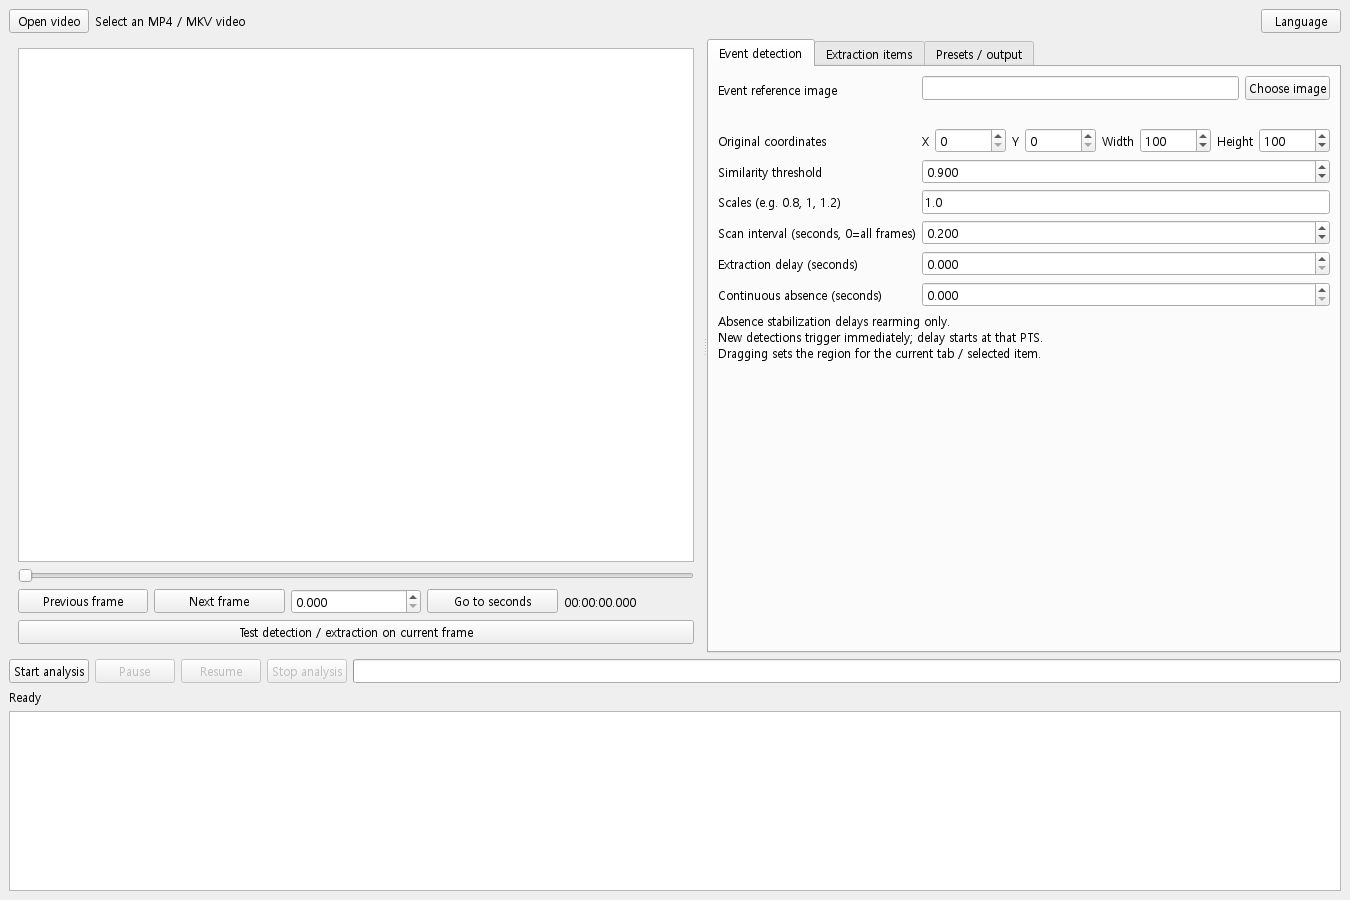 Open video Select an MP4 / MKV video Language
Event detection Extraction items Presets / output
Event reference image Choose image
Original coordinates X 0 Y 0 Width 100 Height 100
Similarity threshold 0.900
Scales (e.g. 0.8, 1, 1.2) 1.0
Scan interval (seconds, 0=all frames) 0.200
Extraction delay (seconds) 0.000
Continuous absence (seconds) 0.000
Absence stabilization delays rearming only.
New detections trigger immediately; delay starts at that PTS.
Dragging sets the region for the current tab / selected item.
Previous frame Next frame 0.000 Go to seconds 00:00:00.000
Test detection / extraction on current frame
Start analysis Pause Resume Stop analysis
Ready